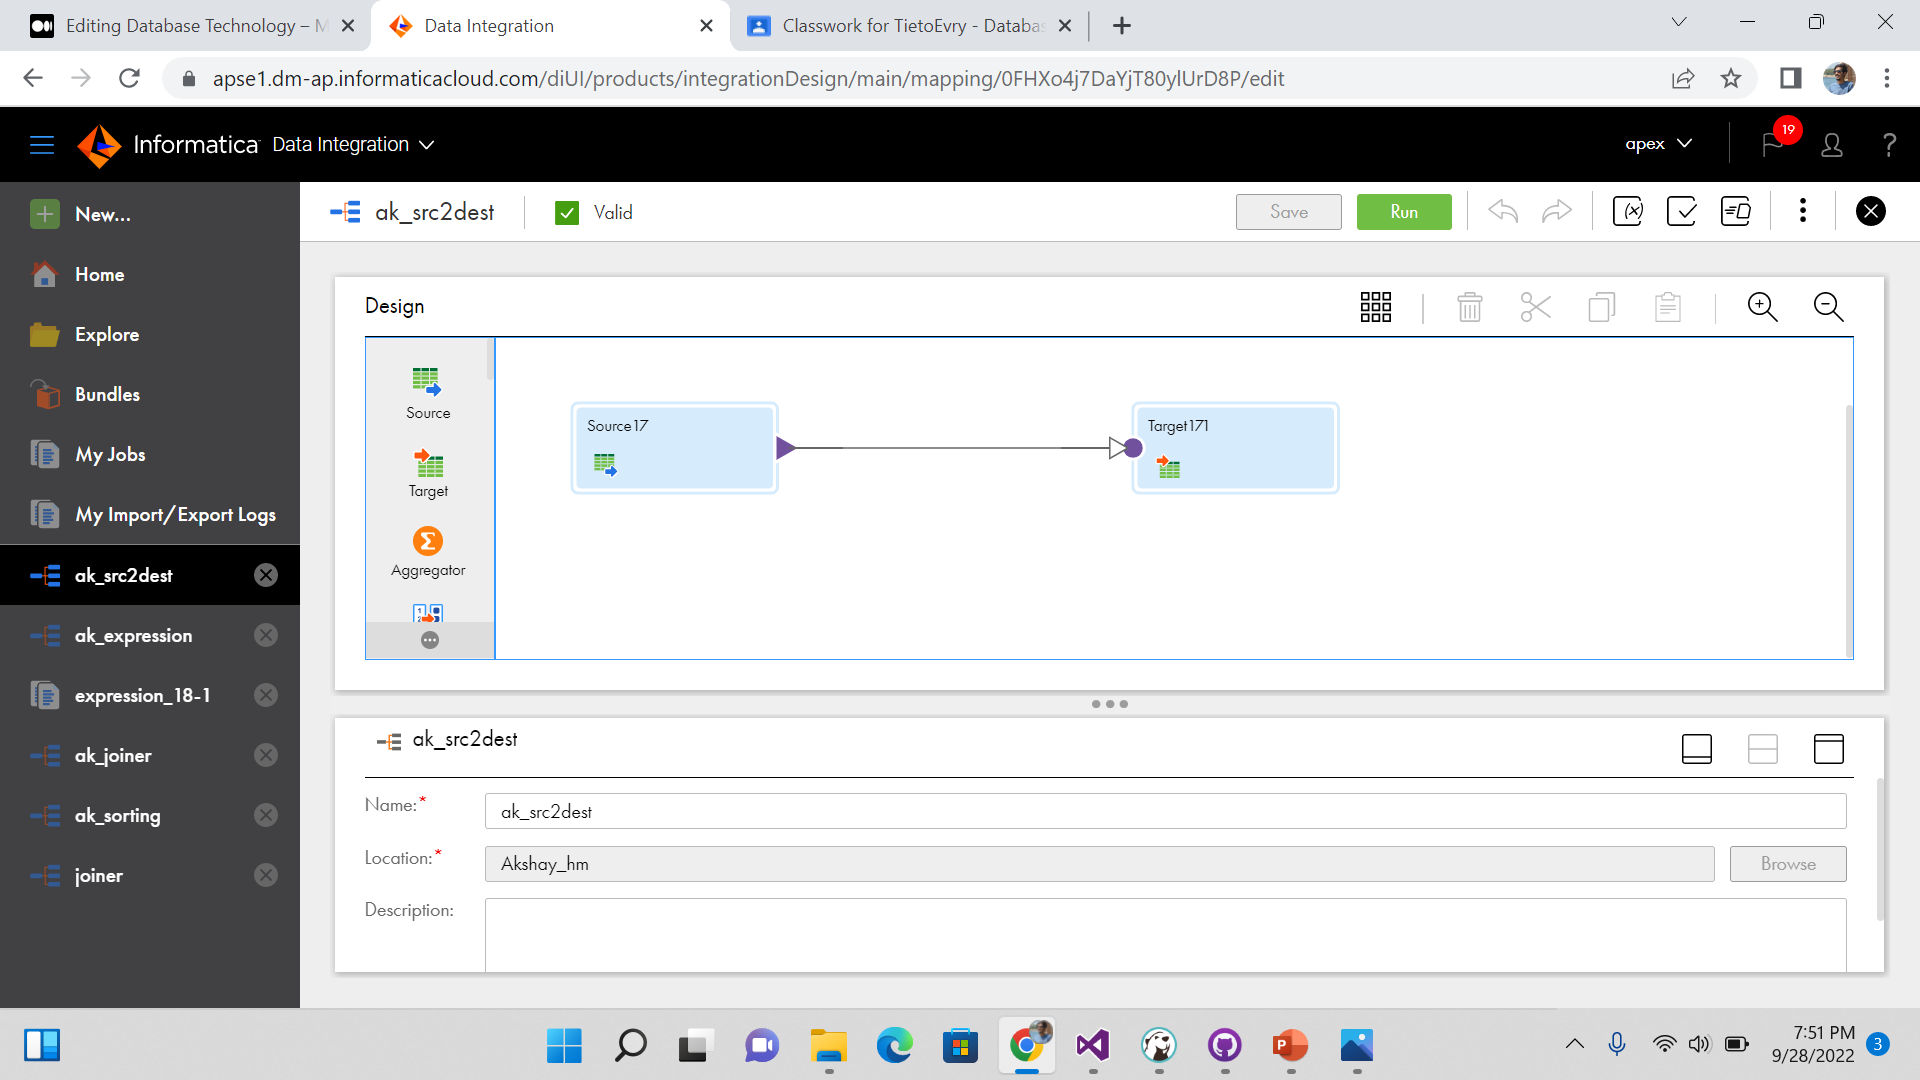 Editing Database Technology – M
Data Integration
Classwork for TietoEvry - Databas
apse1.dm-ap.informaticacloud.com/diUI/products/integrationDesign/main/mapping/0FHXo4j7DaYjT80ylUrD8P/edit
Informatica Data Integration
apex
19
?
New...
Home
Explore
Bundles
My Jobs
My Import/Export Logs
ak_src2dest
ak_expression
expression_18-1
ak_joiner
ak_sorting
joiner
ak_src2dest
Valid
Save
Run
Design
Source
Target
Aggregator
Source17
Target171
ak_src2dest
Name:*
ak_src2dest
Location:*
Akshay_hm
Browse
Description:
7:51 PM
9/28/2022
3